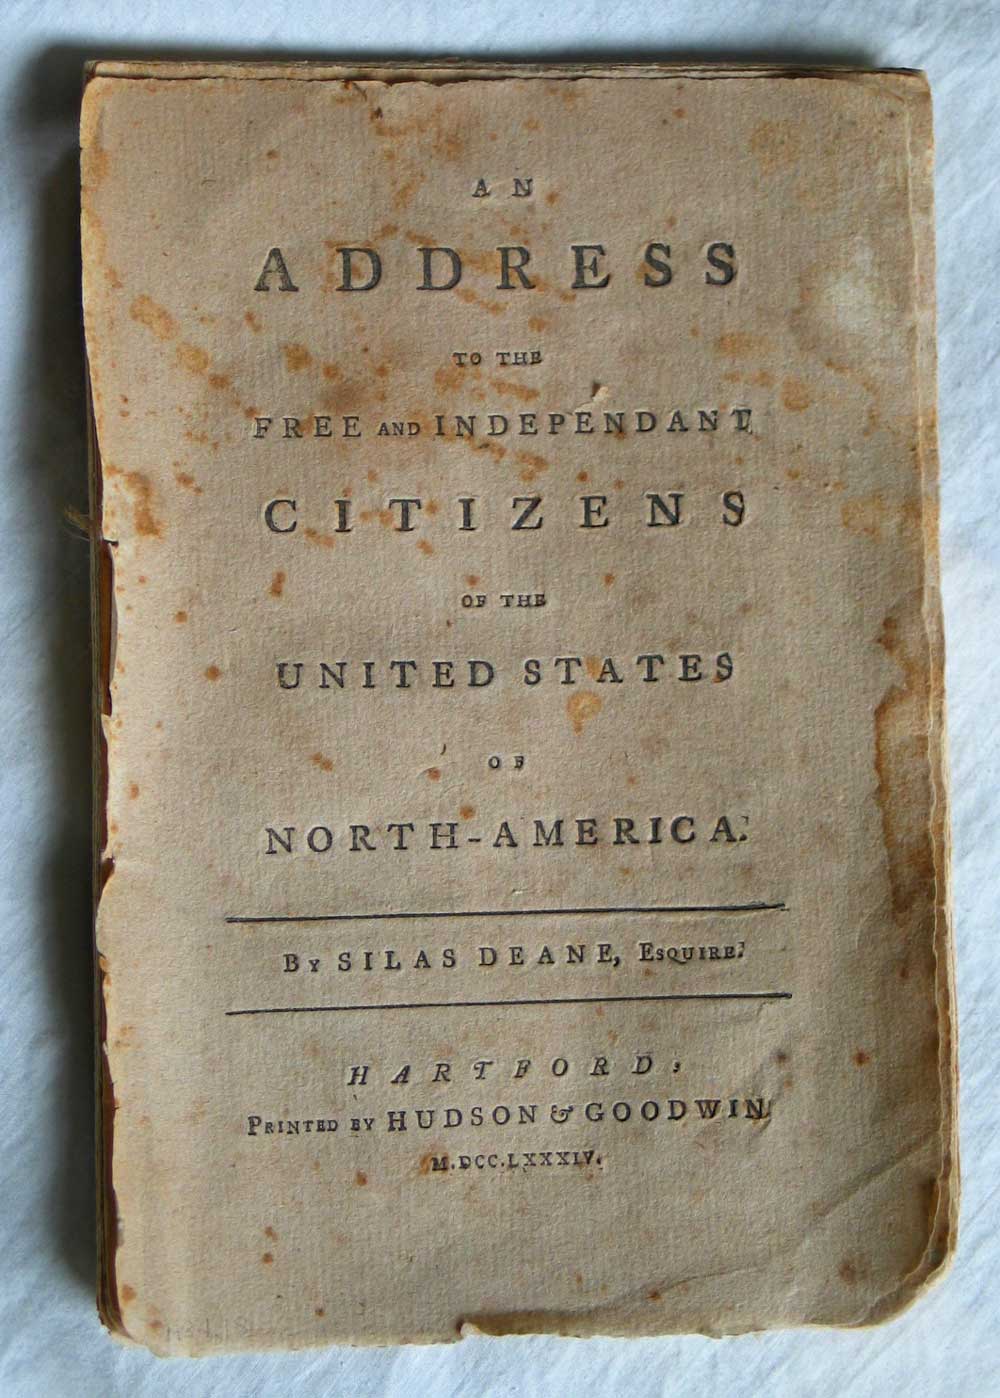 AN
ADDRESS
TO THE
FREE AND INDEPENDANT
CITIZENS
OF THE
UNITED STATES
OF
NORTH-AMERICA.
BY SILAS DEANE, ESQUIRE.
HARTFORD,
PRINTED BY HUDSON & GOODWIN
M.DCC.LXXXIV.